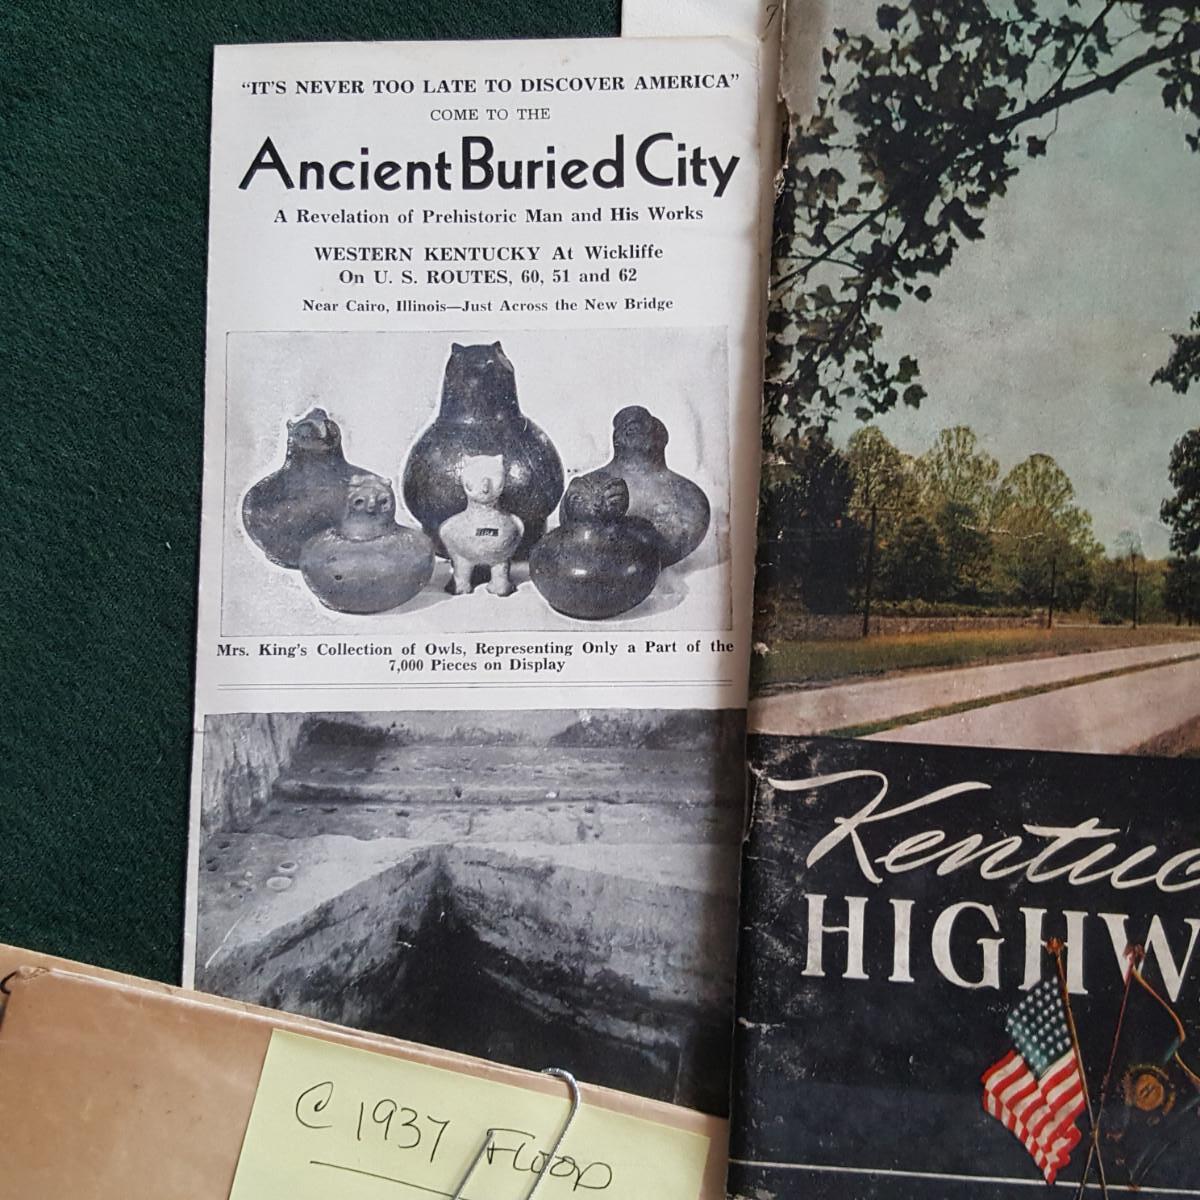 “IT'S NEVER TOO LATE TO DISCOVER AMERICA”
COME TO THE
Ancient Buried City
A Revelation of Prehistoric Man and His Works
WESTERN KENTUCKY At Wickliffe
On U. S. ROUTES, 60, 51 and 62
Near Cairo, Illinois—Just Across the New Bridge
Mrs. King's Collection of Owls, Representing Only a Part of the
7,000 Pieces on Display
Kentuc
HIGHW
C 1937 FLOOD